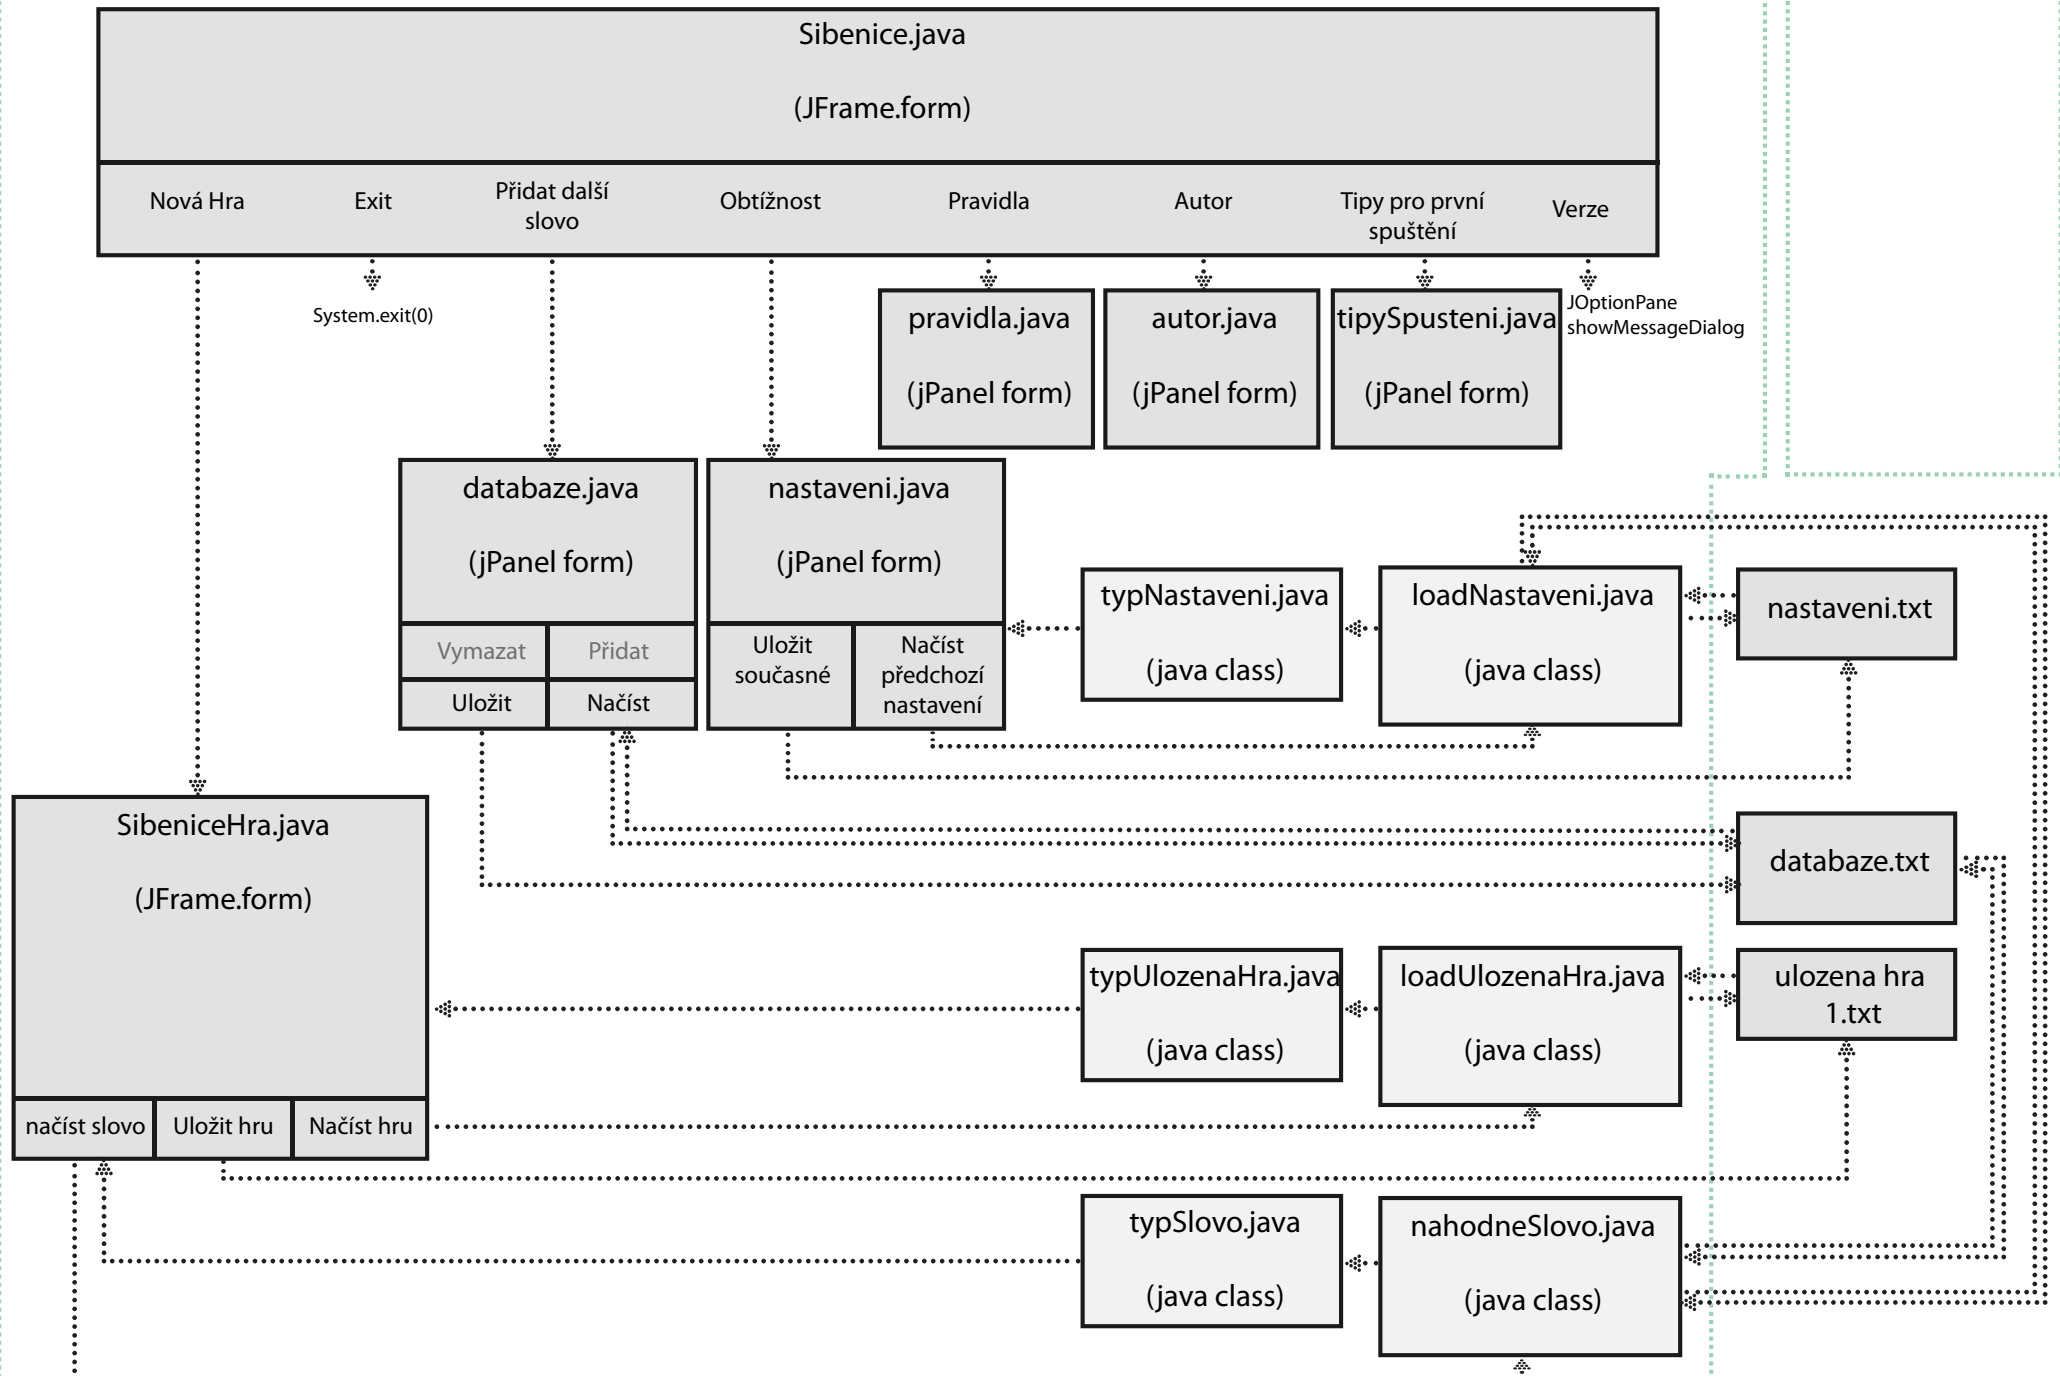 Sibenice.java
(JFrame.form)
Nová Hra
Exit
Přidat další
slovo
Obtížnost
Pravidla
Autor
Tipy pro první
spuštění
Verze
System.exit(0)
pravidla.java
(jPanel form)
autor.java
(jPanel form)
tipySpusteni.java
(jPanel form)
JOptionPane
showMessageDialog
databaze.java
(jPanel form)
Vymazat
Přidat
Uložit
Načíst
nastaveni.java
(jPanel form)
Uložit
současné
Načíst
předchozí
nastavení
typNastaveni.java
(java class)
loadNastaveni.java
(java class)
nastaveni.txt
SibeniceHra.java
(JFrame.form)
načíst slovo
Uložit hru
Načíst hru
databaze.txt
typUlozenaHra.java
(java class)
loadUlozenaHra.java
(java class)
ulozena hra
1.txt
typSlovo.java
(java class)
nahodneSlovo.java
(java class)